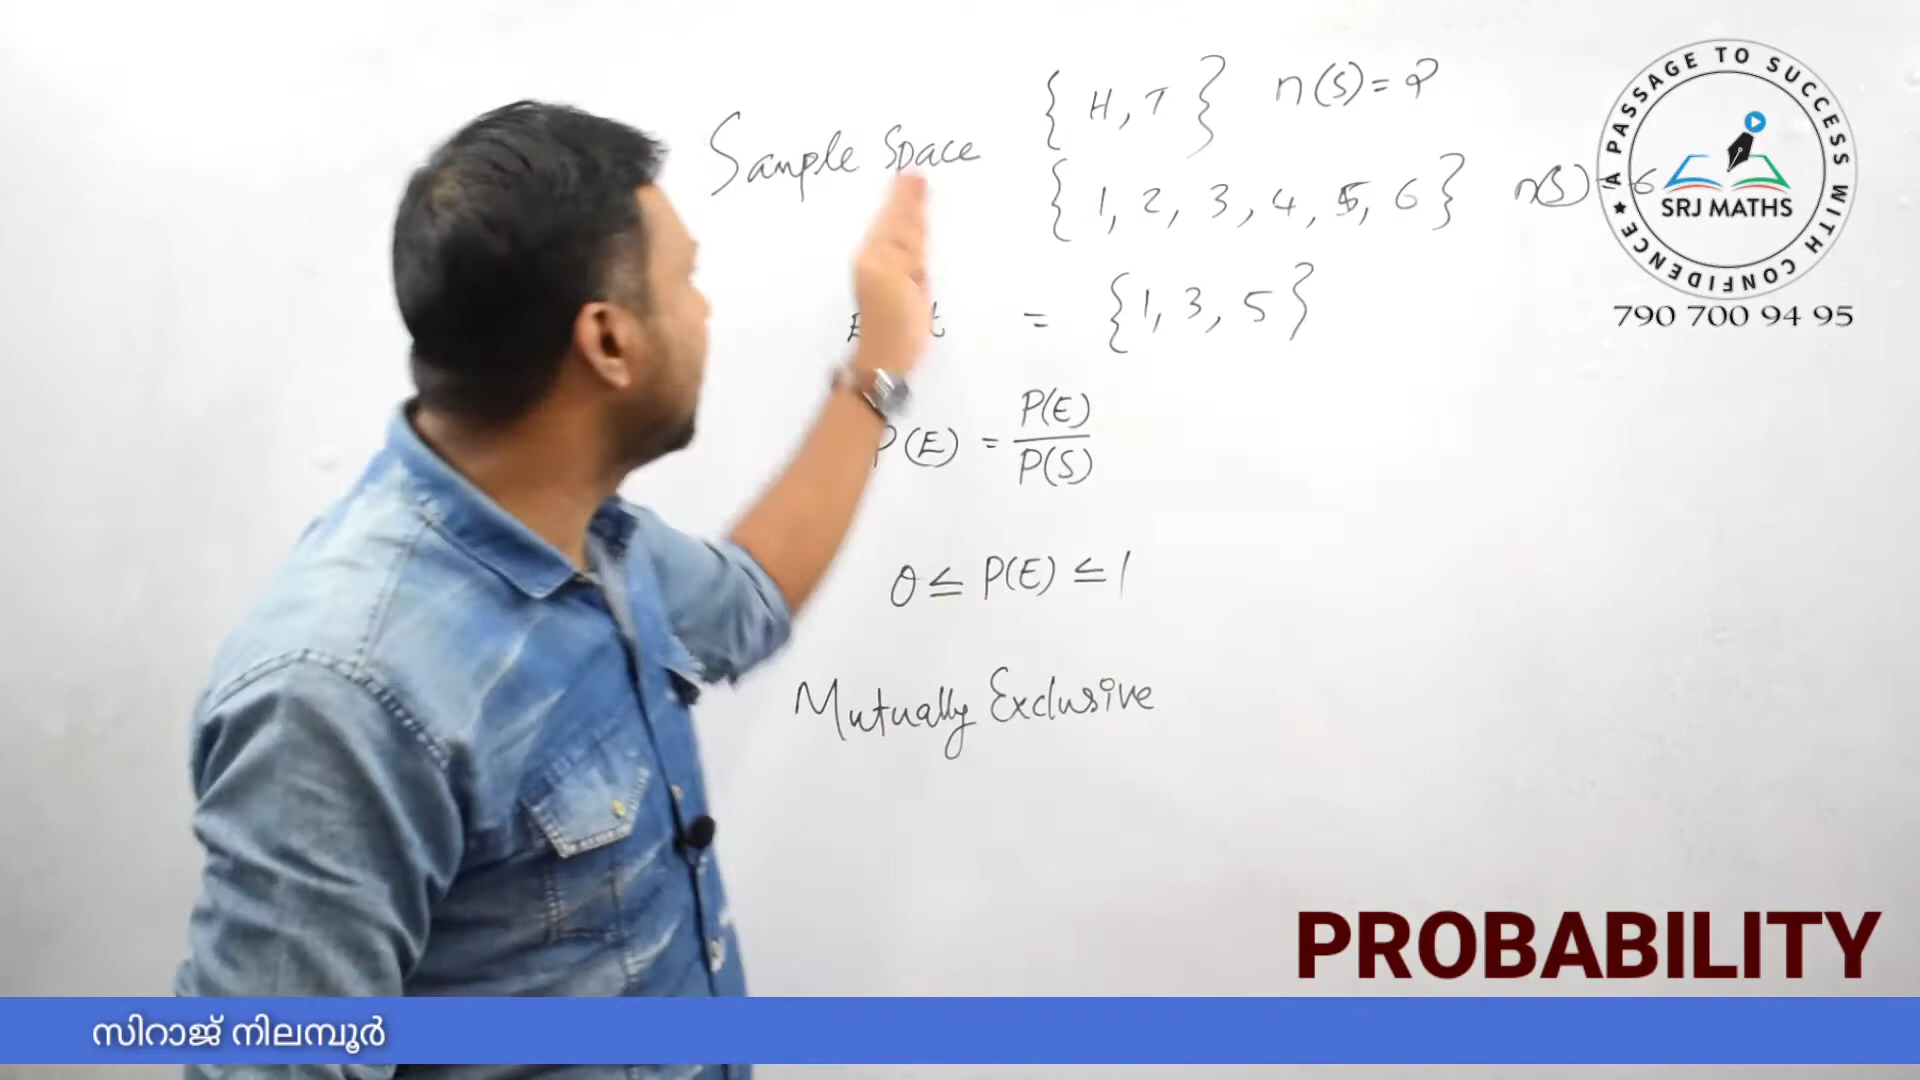 { H, T } n(S) = 2
Sample Space
{ 1, 2, 3, 4, 5, 6 } n(S) = 6
= { 1, 3, 5 }
P(E) = P(E)
P(S)
0 ≤ P(E) ≤ 1
Mutually Exclusive
A PASSAGE TO SUCCESS WITH CONFIDENCE
SRJ MATHS
790 700 94 95
PROBABILITY
സിറാജ് നിലമ്പൂർ